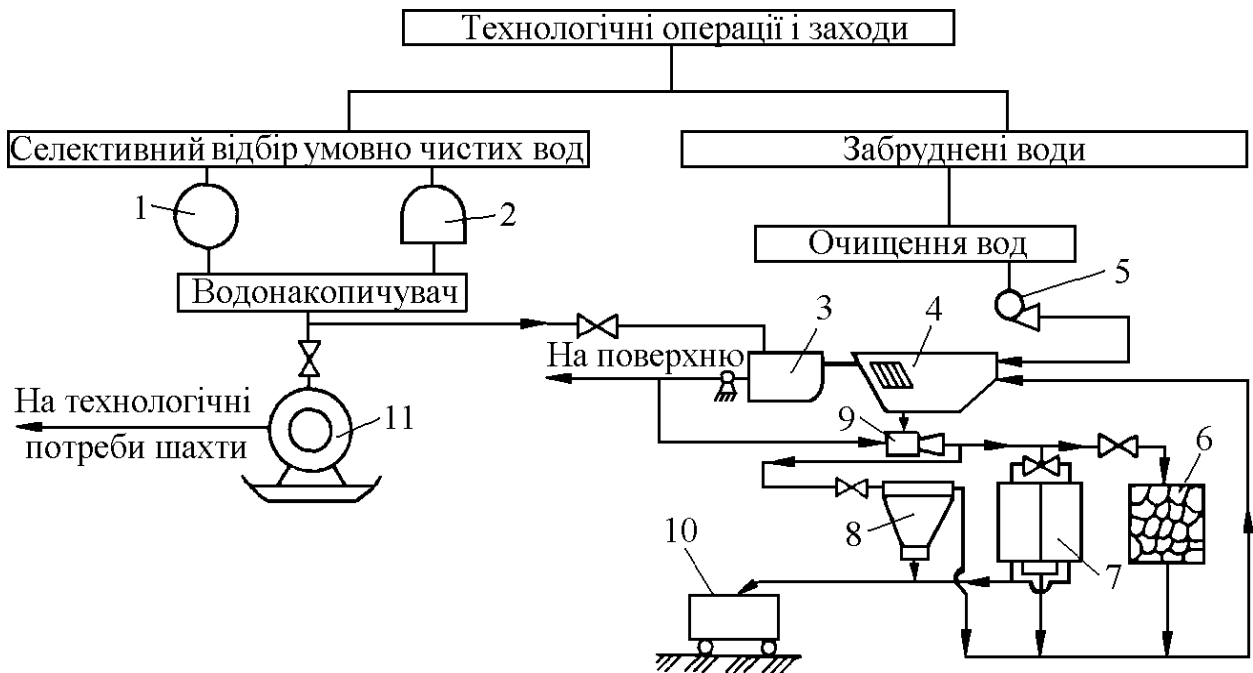 Технологічні операції і заходи
Селективний відбір умовно чистих вод
Забруднені води
1
2
Очищення вод
Водонакопичувач
5
3
4
На поверхню
На технологічні
потреби шахти
11
9
6
8
10
7